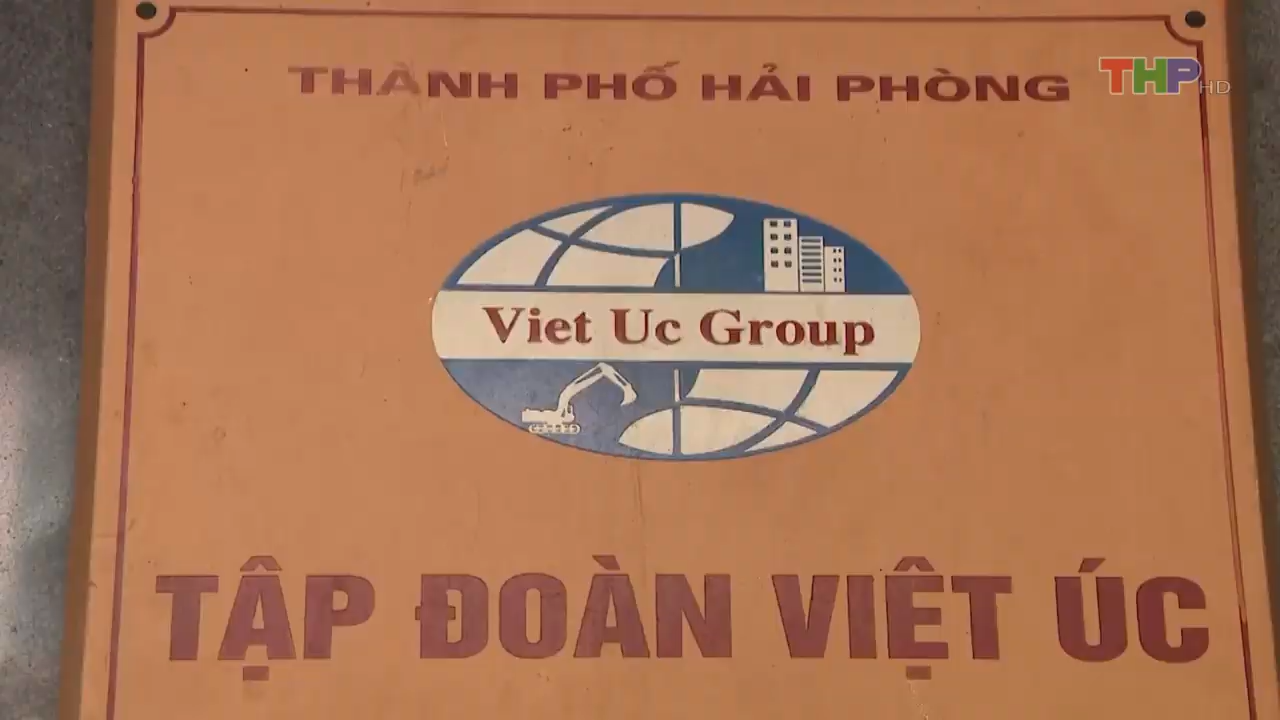 THÀNH PHỐ HẢI PHÒNG
THP HD
Viet Uc Group
TẬP ĐOÀN VIỆT ÚC